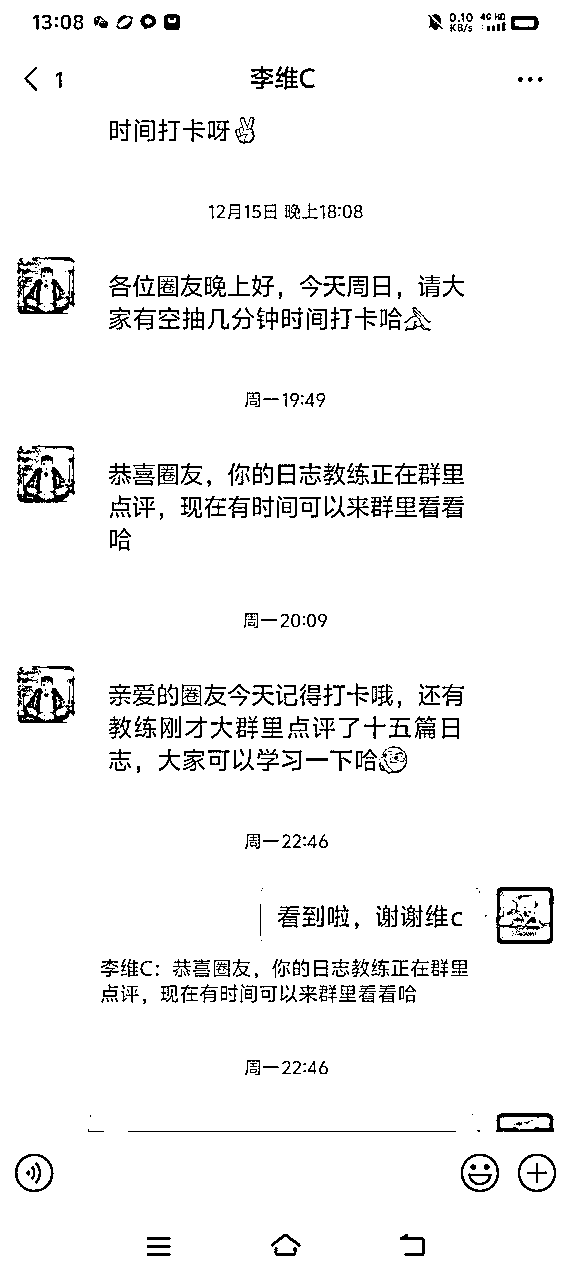 13:08
0.10
KB/s
4G HD
1
李维C
时间打卡呀✌
12月15日 晚上18:08
各位圈友晚上好，今天周日，请大
家有空抽几分钟时间打卡哈
周一19:49
恭喜圈友，你的日志教练正在群里
点评，现在有时间可以来群里看看
哈
周一20:09
亲爱的圈友今天记得打卡哦，还有
教练刚才大群里点评了十五篇日
志，大家可以学习一下哈
周一22:46
看到啦，谢谢维c
李维C：恭喜圈友，你的日志教练正在群里
点评，现在有时间可以来群里看看哈
周一22:46